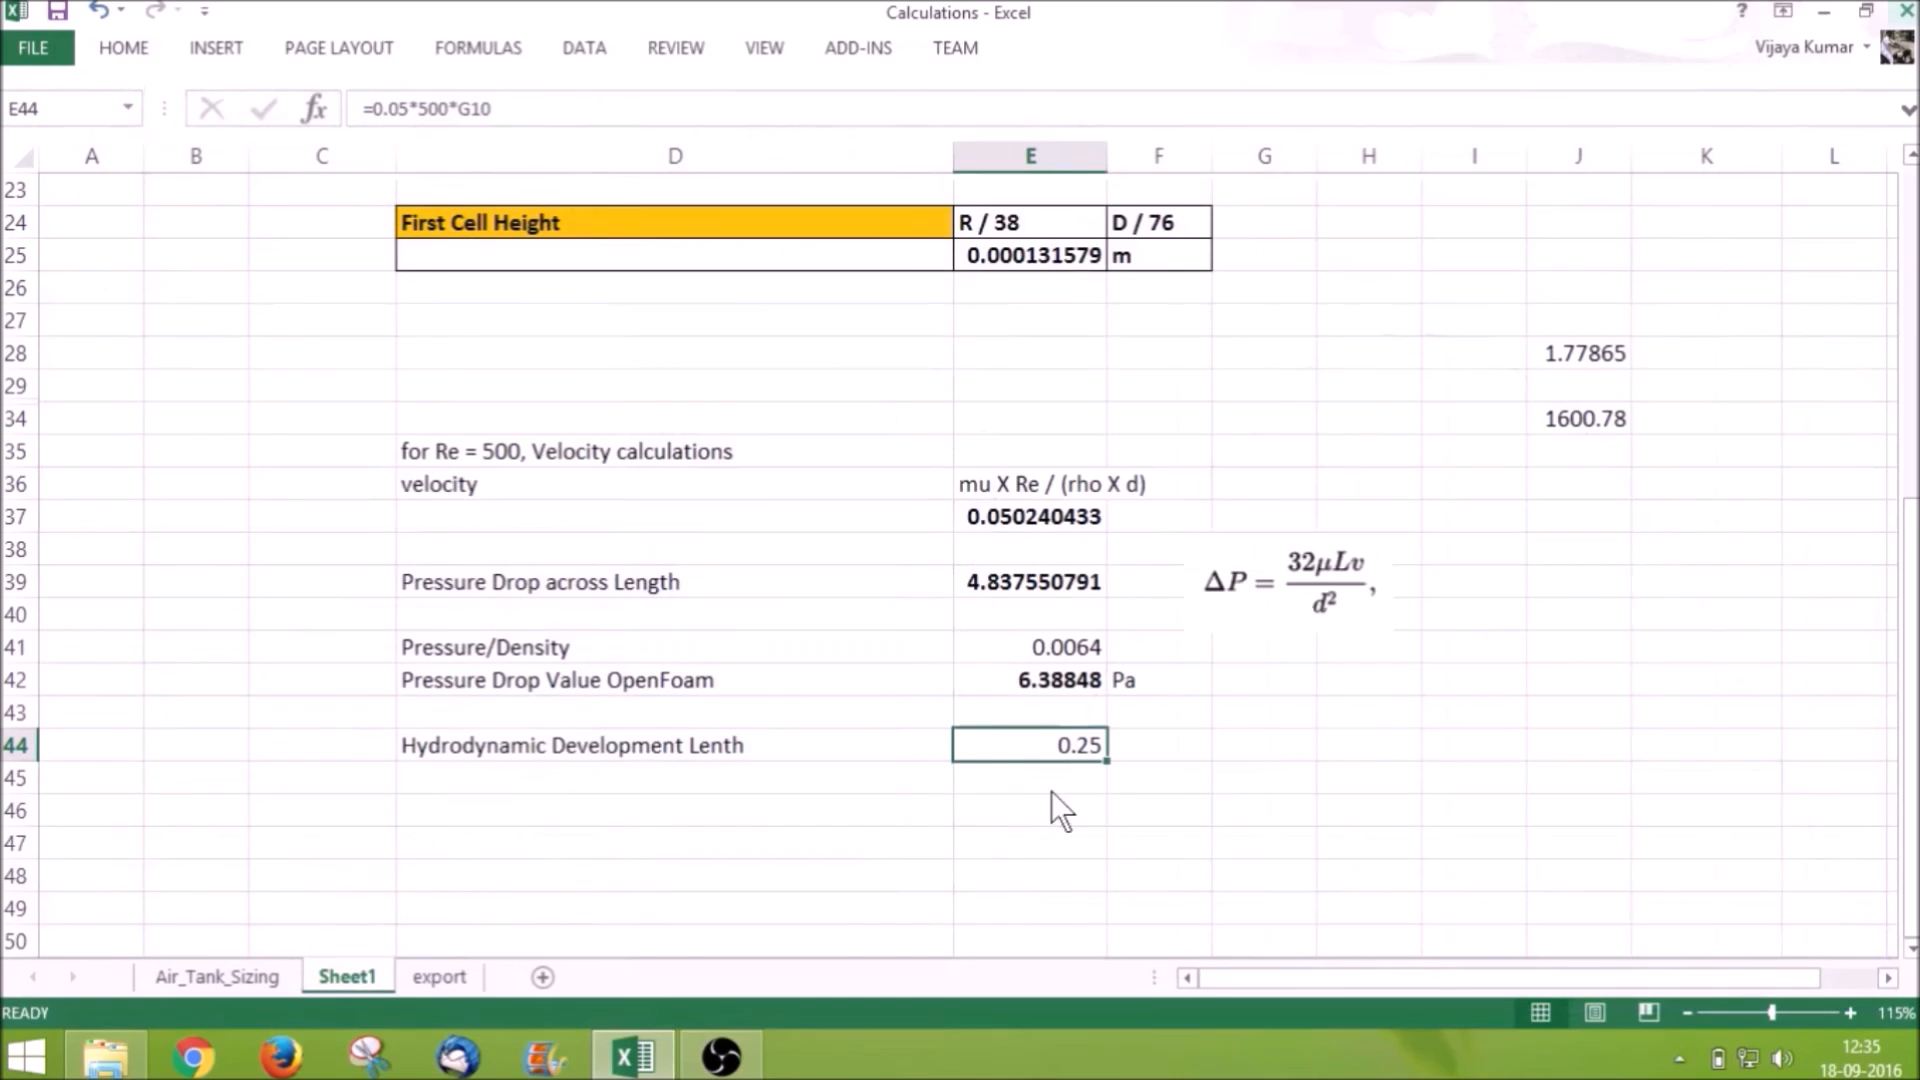 Calculations - Excel
FILE HOME INSERT PAGE LAYOUT FORMULAS DATA REVIEW VIEW ADD-INS TEAM
Vijaya Kumar
E44 fx =0.05*500*G10
A B C D E F G H I J K L
23
24 First Cell Height R / 38 D / 76
25 0.000131579 m
26
27
28 1.77865
29
34 1600.78
35 for Re = 500, Velocity calculations
36 velocity mu X Re / (rho X d)
37 0.050240433
38
39 Pressure Drop across Length 4.837550791 ΔP = 32μLv / d²,
40
41 Pressure/Density 0.0064
42 Pressure Drop Value OpenFoam 6.38848 Pa
43
44 Hydrodynamic Development Lenth 0.25
45
46
47
48
49
50
Air_Tank_Sizing Sheet1 export
READY 115%
12:35
18-09-2016